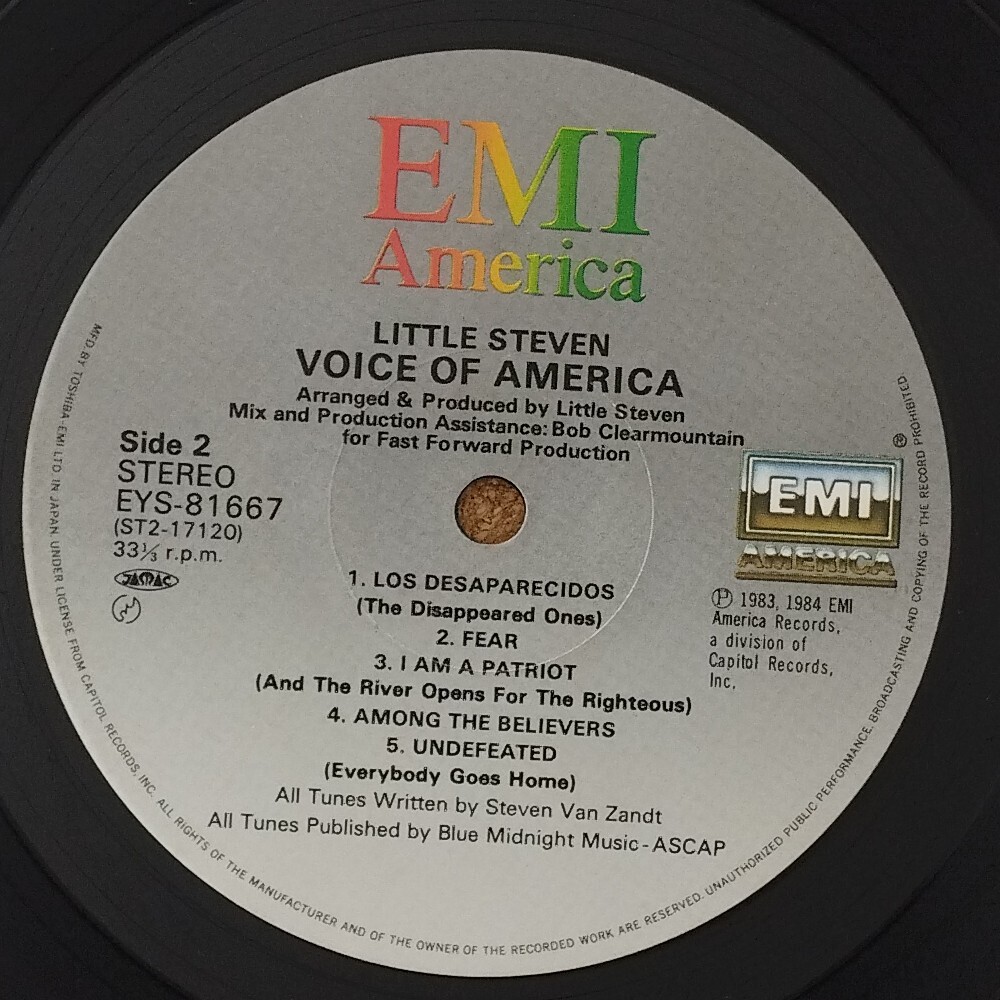 EMI
America
LITTLE STEVEN
VOICE OF AMERICA
Arranged & Produced by Little Steven
Mix and Production Assistance: Bob Clearmountain
for Fast Forward Production
Side 2
STEREO
EYS-81667
(ST2-17120)
33⅓ r.p.m.
JASRAC
EMI
AMERICA
Ⓟ 1983, 1984 EMI
America Records,
a division of
Capitol Records,
Inc.
1. LOS DESAPARECIDOS
(The Disappeared Ones)
2. FEAR
3. I AM A PATRIOT
(And The River Opens For The Righteous)
4. AMONG THE BELIEVERS
5. UNDEFEATED
(Everybody Goes Home)
All Tunes Written by Steven Van Zandt
All Tunes Published by Blue Midnight Music-ASCAP
MFD. BY TOSHIBA-EMI LTD. IN JAPAN. UNDER LICENSE FROM CAPITOL RECORDS, INC. ALL RIGHTS OF THE MANUFACTURER AND OF THE OWNER OF THE RECORDED WORK ARE RESERVED. UNAUTHORIZED PUBLIC PERFORMANCE, BROADCASTING AND COPYING OF THE RECORD PROHIBITED. ®